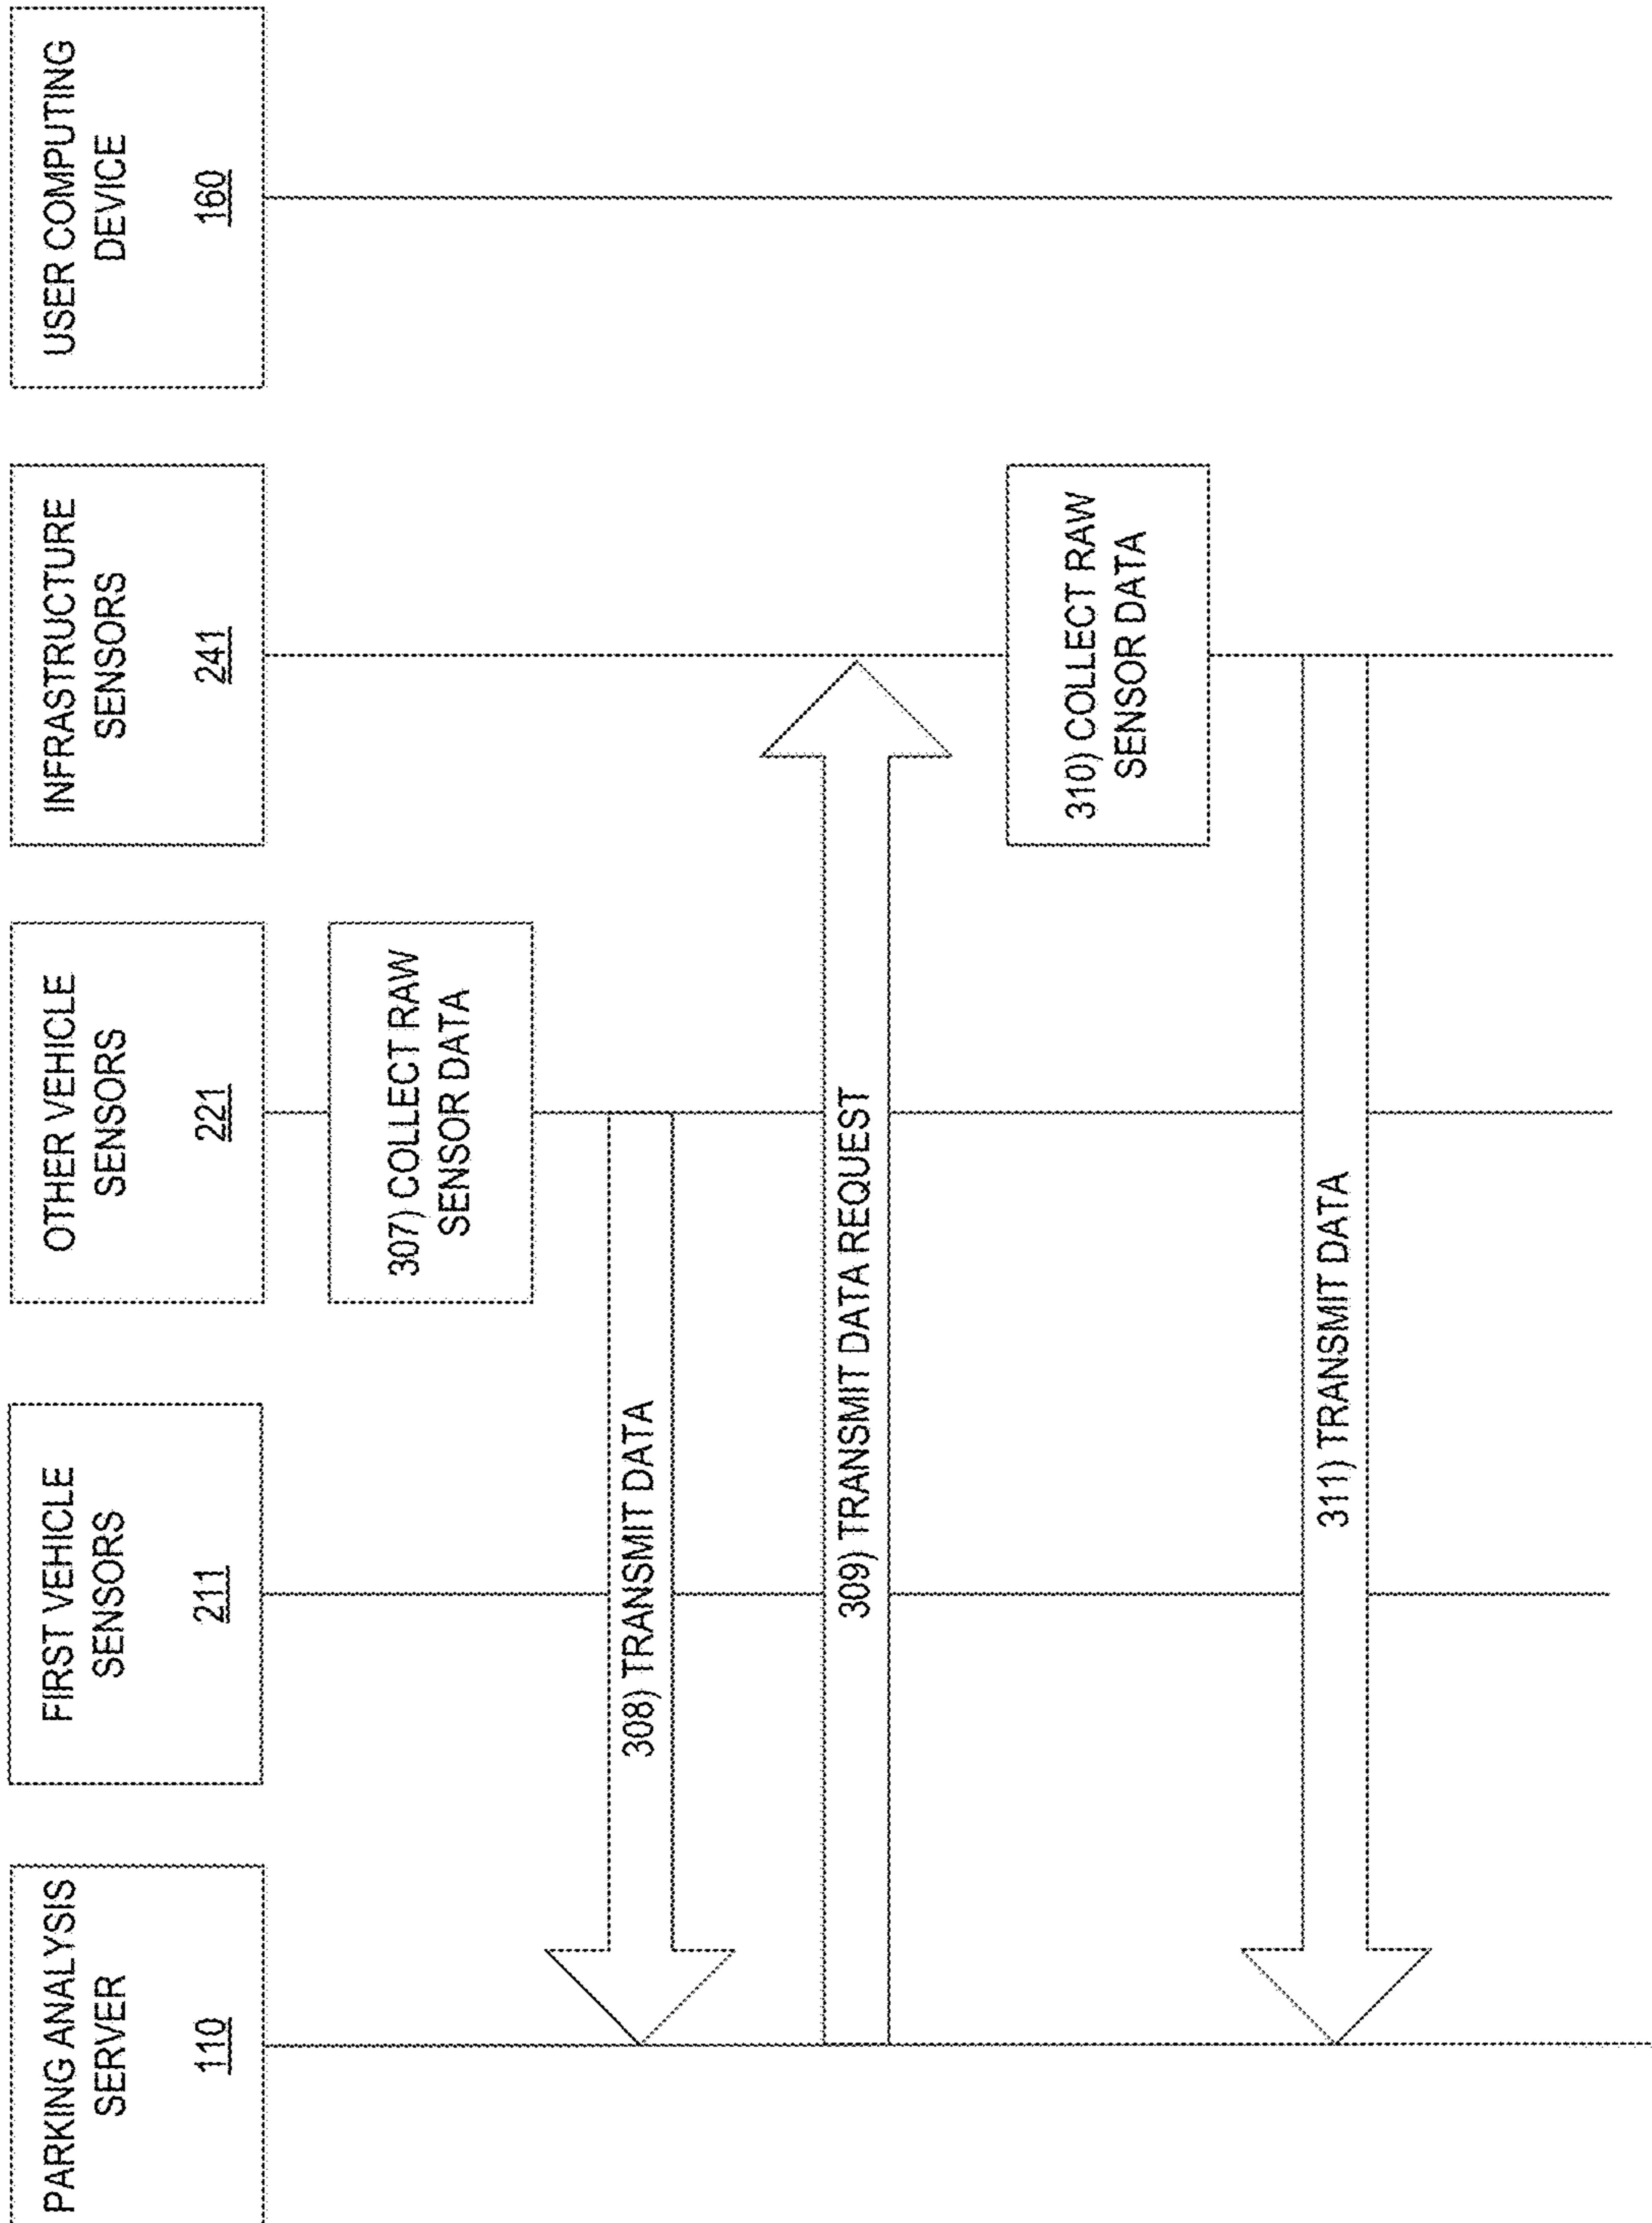 PARKING ANALYSIS
SERVER
110
FIRST VEHICLE
SENSORS
211
OTHER VEHICLE
SENSORS
221
INFRASTRUCTURE
SENSORS
241
USER COMPUTING
DEVICE
160
307) COLLECT RAW
SENSOR DATA
308) TRANSMIT DATA
309) TRANSMIT DATA REQUEST
310) COLLECT RAW
SENSOR DATA
311) TRANSMIT DATA